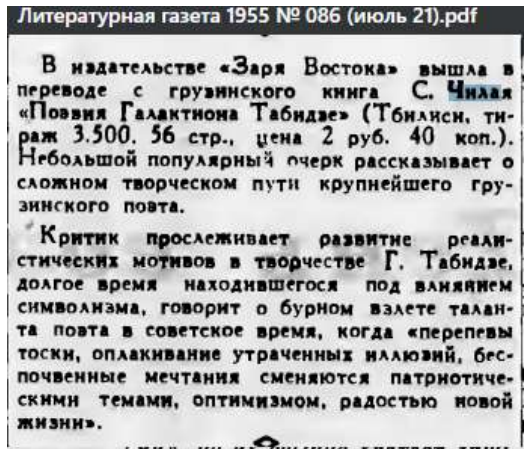 Литературная газета 1955 № 086 (июль 21).pdf
В издательстве «Заря Востока» вышла в
переводе с грузинского книга С. Чилая
«Поэзия Галактиона Табидзе» (Тбилиси, ти-
раж 3.500. 56 стр., цена 2 руб. 40 коп.).
Небольшой популярный очерк рассказывает о
сложном творческом пути крупнейшего гру-
зинского поэта.
Критик прослеживает развитие реали-
стических мотивов в творчестве Г. Табидзе,
долгое время находившегося под влиянием
символизма, говорит о бурном взлете талан-
та поэта в советское время, когда «перепевы
тоски, оплакивание утраченных иллюзий, бес-
почвенные мечтания сменяются патриотиче-
скими темами, оптимизмом, радостью новой
жизни».